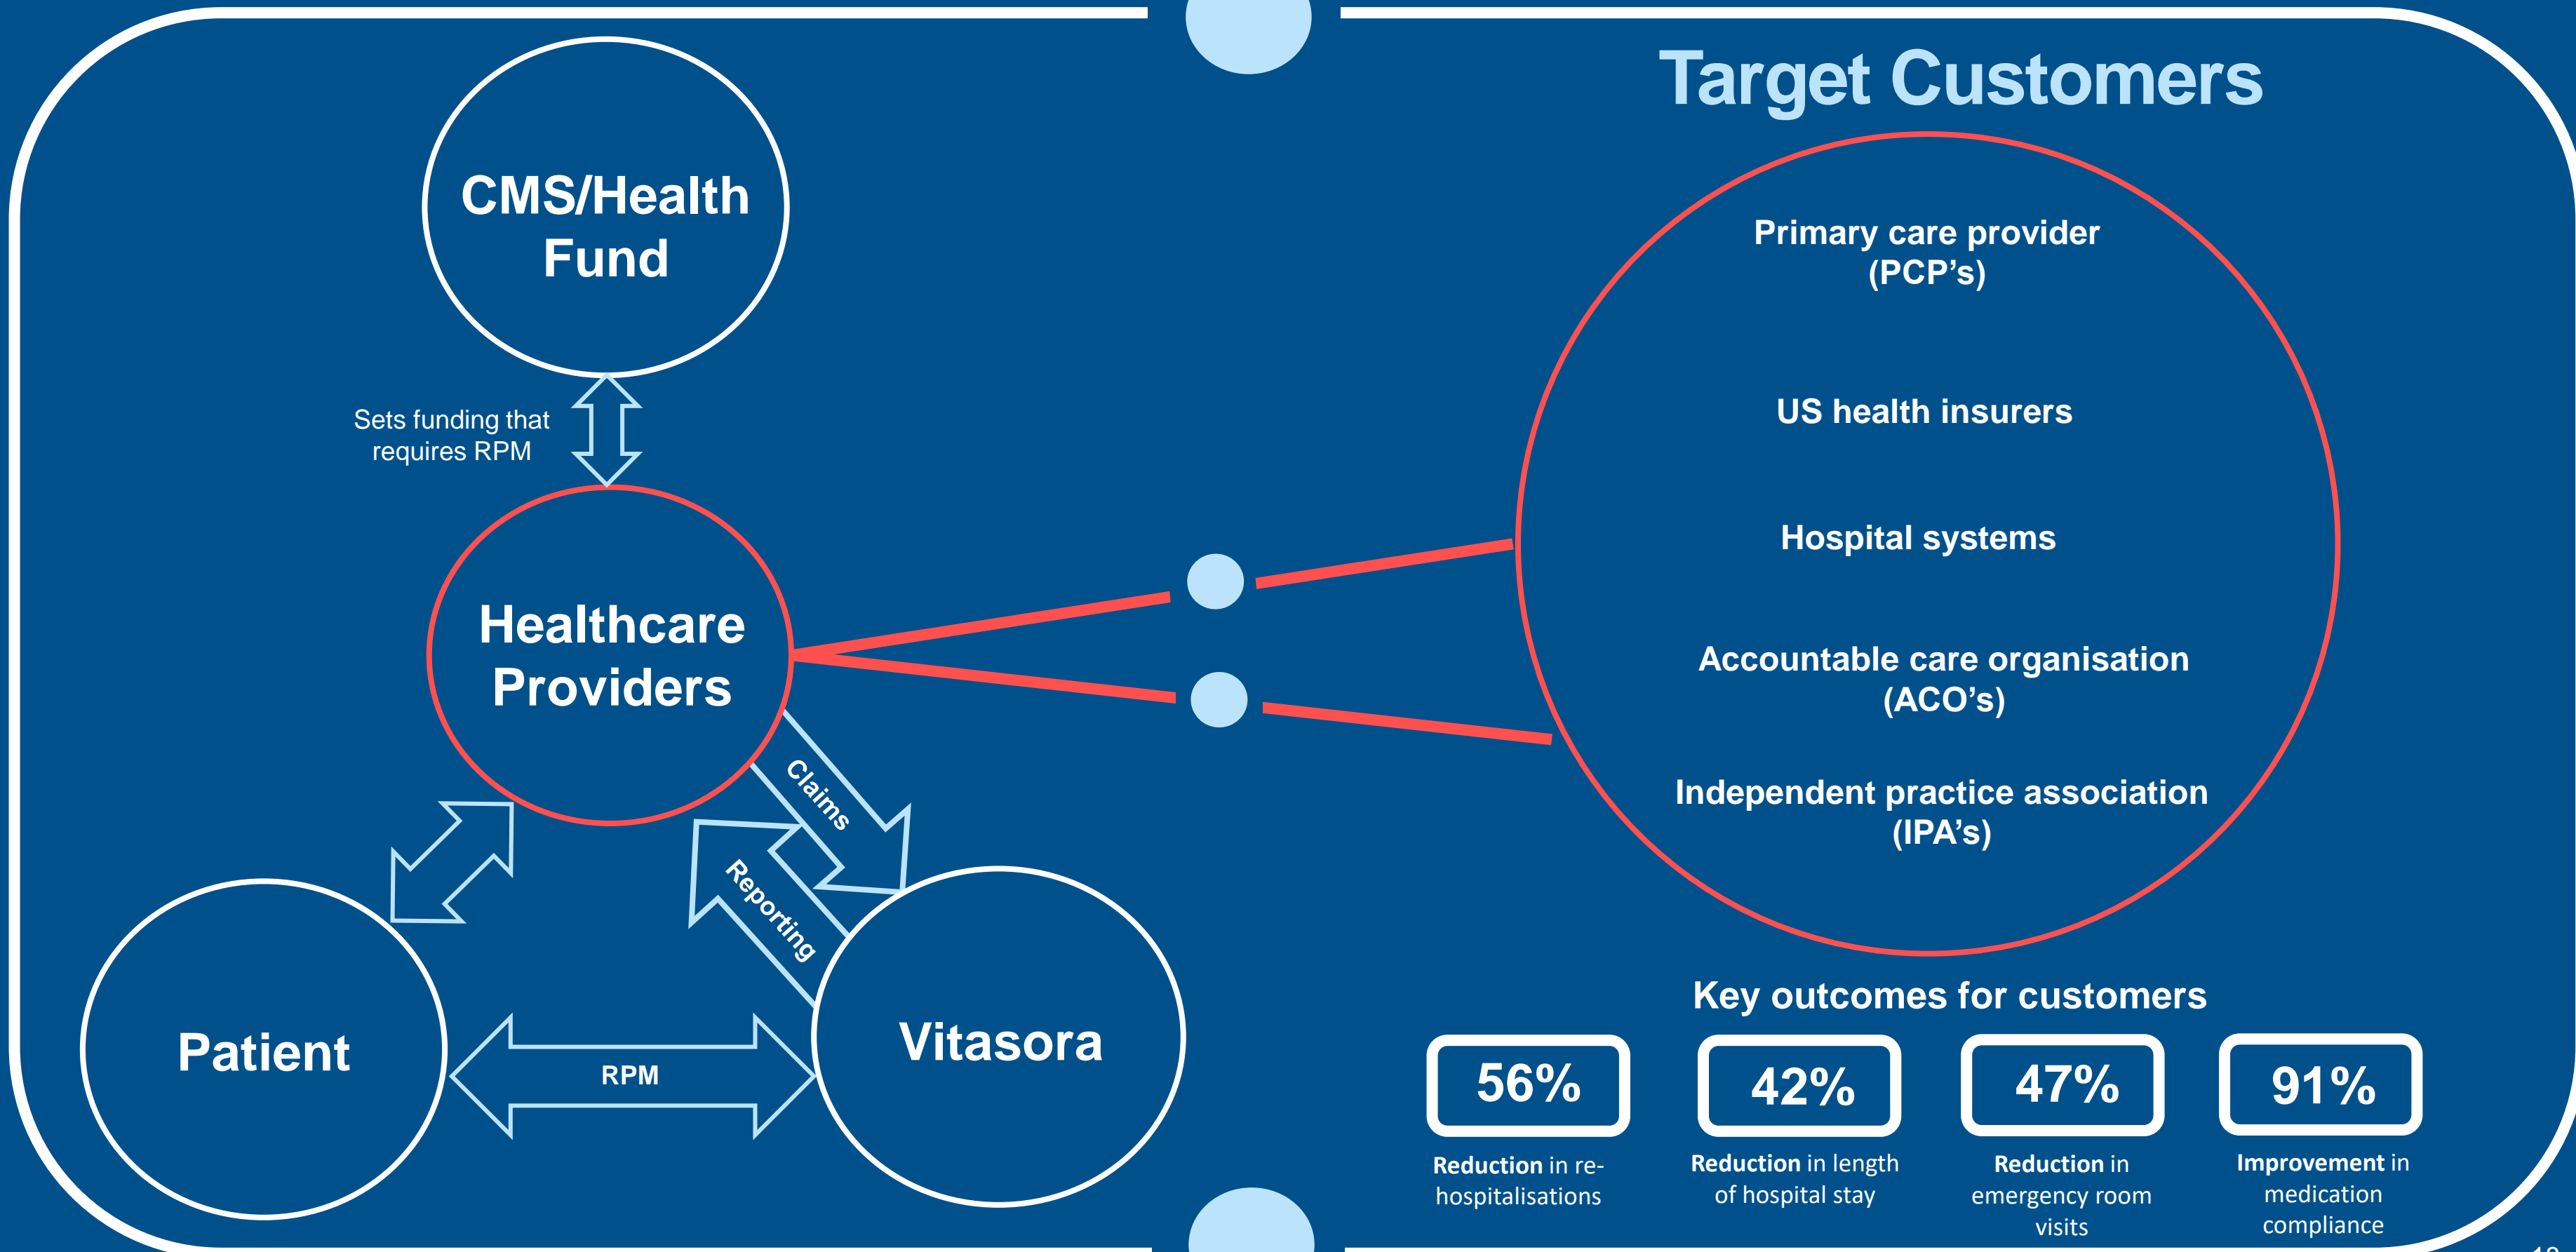 CMS/Health
Fund
Sets funding that
requires RPM
Healthcare
Providers
Claims
Reporting
Patient
RPM
Vitasora
Target Customers
Primary care provider
(PCP’s)
US health insurers
Hospital systems
Accountable care organisation
(ACO’s)
Independent practice association
(IPA’s)
Key outcomes for customers
56%
Reduction in re-
hospitalisations
42%
Reduction in length
of hospital stay
47%
Reduction in
emergency room
visits
91%
Improvement in
medication
compliance